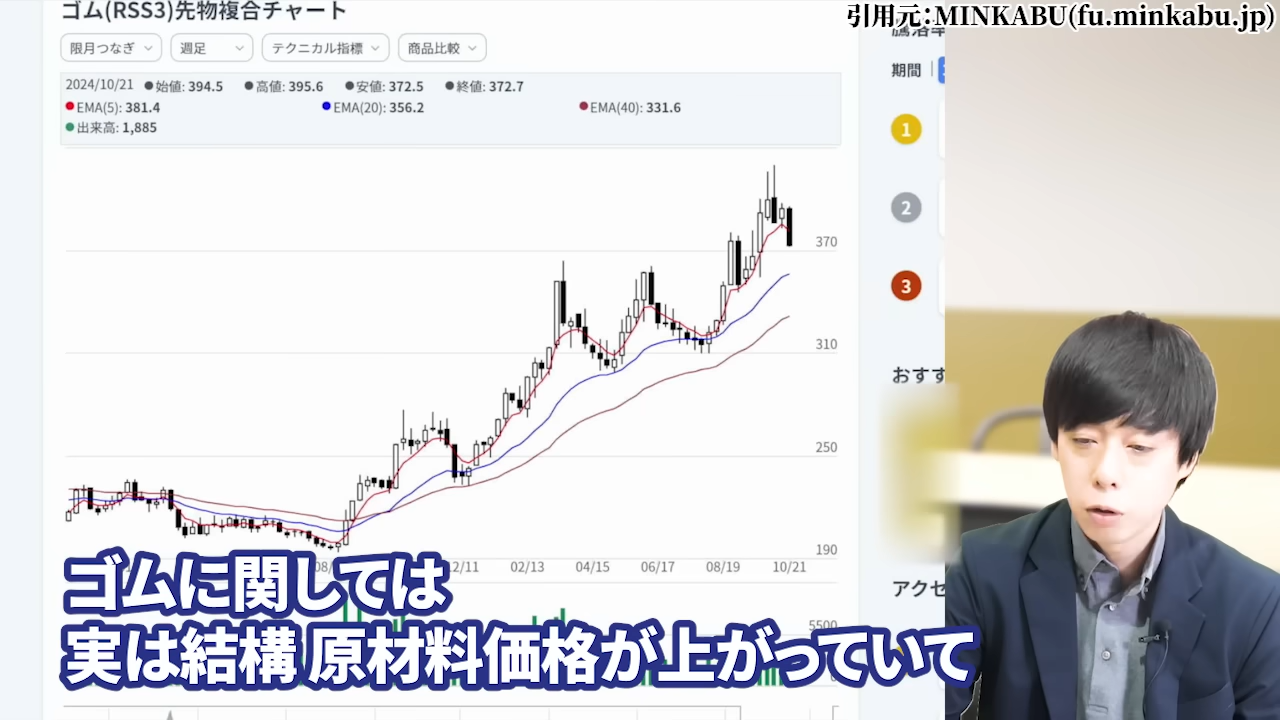 ゴム(RSS3)先物複合チャート
引用元:MINKABU(fu.minkabu.jp)
限月つなぎ 週足 テクニカル指標 商品比較
期間
2024/10/21 ●始値: 394.5 ●高値: 395.6 ●安値: 372.5 ●終値: 372.7
●EMA(5): 381.4 ●EMA(20): 356.2 ●EMA(40): 331.6
●出来高: 1,885
1
2
370
3
310
おすす
250
190
12/11 02/13 04/15 06/17 08/19 10/21
アクセ
ゴムに関しては
5500
実は結構 原材料価格が上がっていて